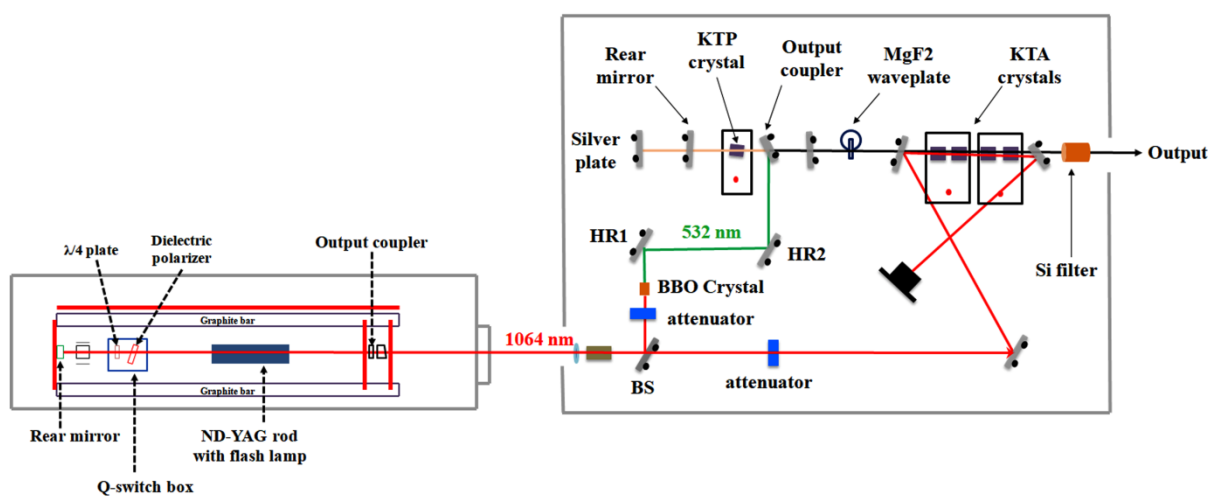 KTP
crystal
Output
coupler
MgF2
waveplate
KTA
crystals
Rear
mirror
Silver
plate
Output
532 nm
HR1
HR2
Si filter
BBO Crystal
attenuator
λ/4 plate
Dielectric
polarizer
Output coupler
Graphite bar
1064 nm
BS
attenuator
Graphite bar
Rear mirror
ND-YAG rod
with flash lamp
Q-switch box